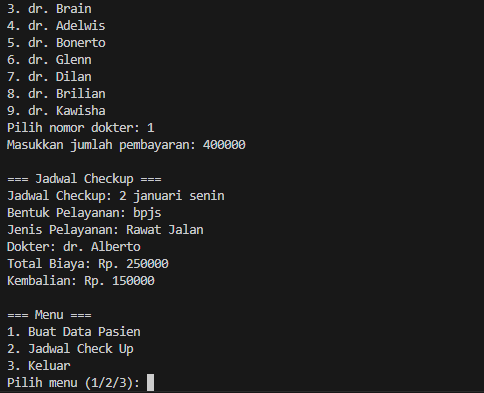 3. dr. Brain
4. dr. Adelwis
5. dr. Bonerto
6. dr. Glenn
7. dr. Dilan
8. dr. Brilian
9. dr. Kawisha
Pilih nomor dokter: 1
Masukkan jumlah pembayaran: 400000

=== Jadwal Checkup ===
Jadwal Checkup: 2 januari senin
Bentuk Pelayanan: bpjs
Jenis Pelayanan: Rawat Jalan
Dokter: dr. Alberto
Total Biaya: Rp. 250000
Kembalian: Rp. 150000

=== Menu ===
1. Buat Data Pasien
2. Jadwal Check Up
3. Keluar
Pilih menu (1/2/3):